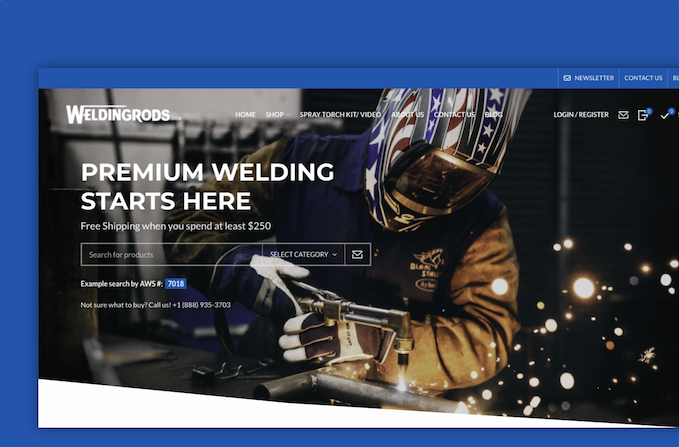 NEWSLETTER
CONTACT US
WELDINGRODS
HOME
SHOP
SPRAY TORCH KIT/ VIDEO
ABOUT US
CONTACT US
BLOG
LOGIN / REGISTER
0
0
PREMIUM WELDING
STARTS HERE
Free Shipping when you spend at least $250
Search for products
SELECT CATEGORY
Example search by AWS #: 7018
Not sure what to buy? Call us! +1 (888) 935-3703